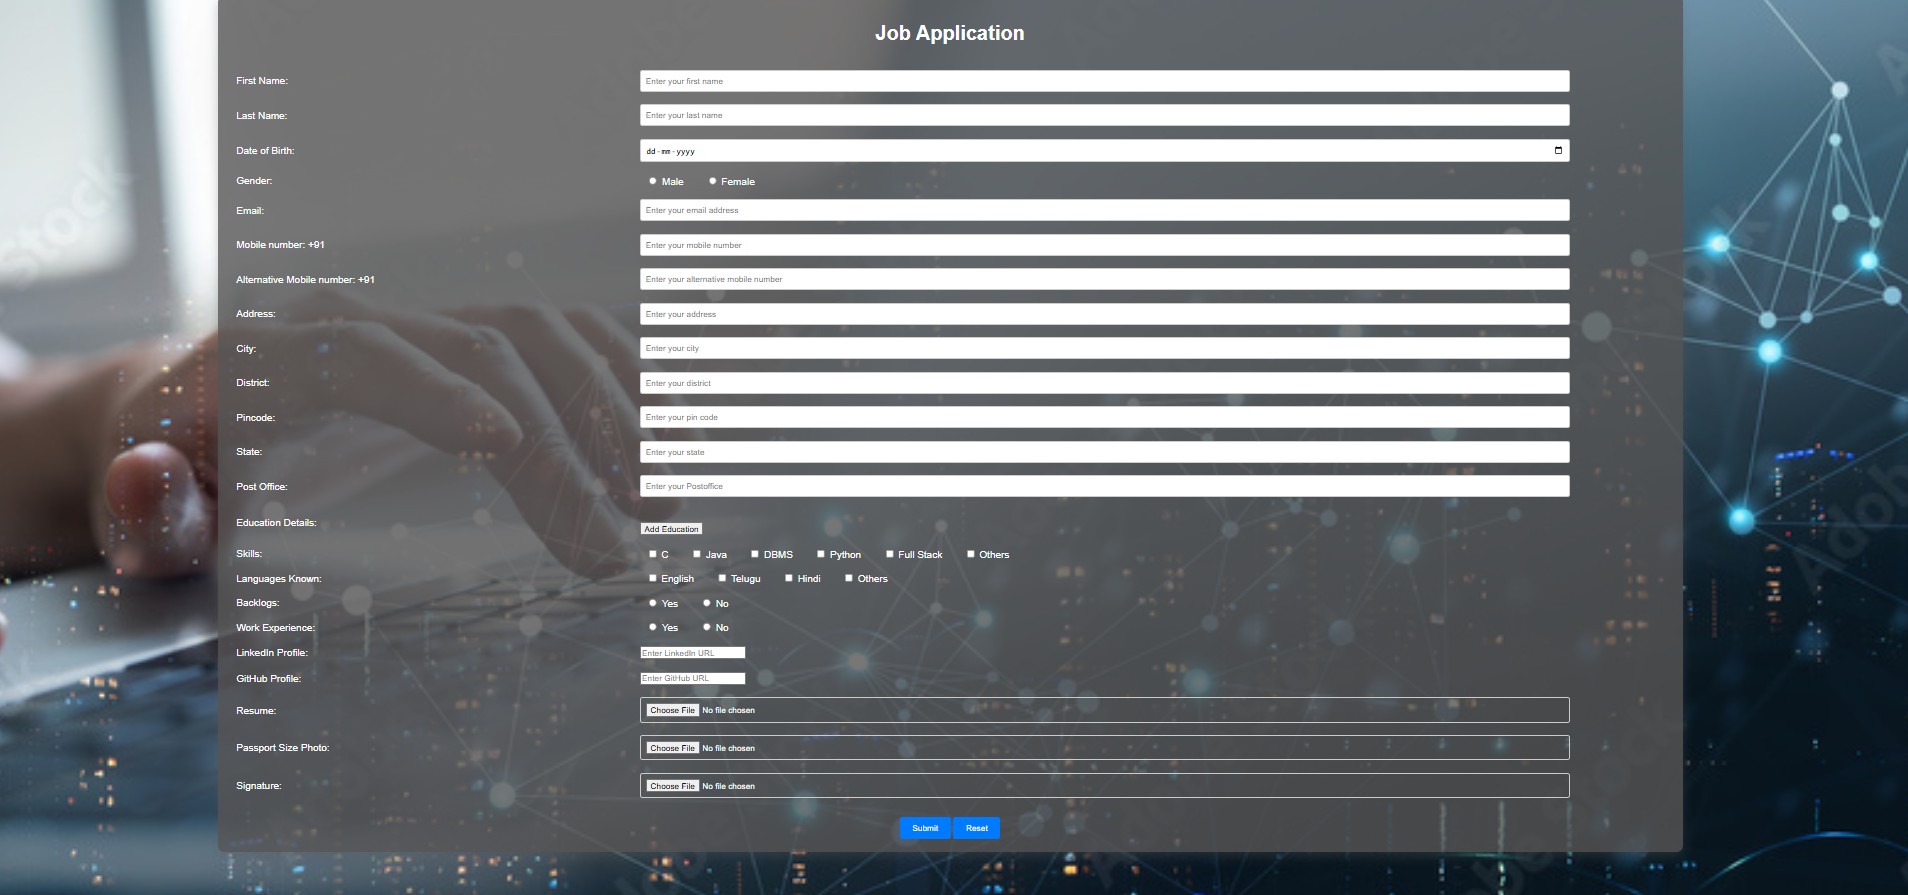 Job Application
First Name: Enter your first name
Last Name: Enter your last name
Date of Birth: dd-mm-yyyy
Gender: Male Female
Email: Enter your email address
Mobile number: +91 Enter your mobile number
Alternative Mobile number: +91 Enter your alternative mobile number
Address: Enter your address
City: Enter your city
District: Enter your district
Pincode: Enter your pin code
State: Enter your state
Post Office: Enter your Postoffice
Education Details: Add Education
Skills: C Java DBMS Python Full Stack Others
Languages Known: English Telugu Hindi Others
Backlogs: Yes No
Work Experience: Yes No
LinkedIn Profile: Enter LinkedIn URL
GitHub Profile: Enter GitHub URL
Resume: Choose File No file chosen
Passport Size Photo: Choose File No file chosen
Signature: Choose File No file chosen
Submit Reset